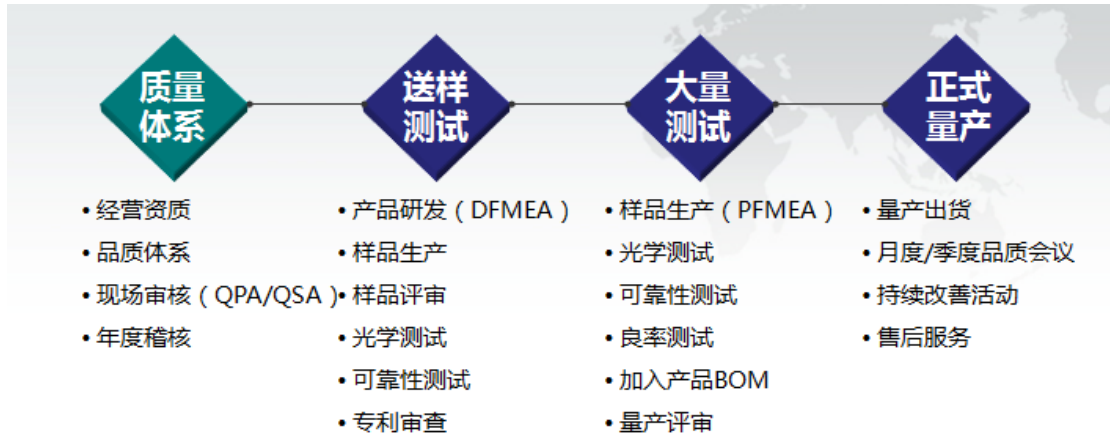 质量
体系
送样
测试
大量
测试
正式
量产
• 经营资质
• 品质体系
• 现场审核（QPA/QSA）
• 年度稽核
• 产品研发（DFMEA）
• 样品生产
• 样品评审
• 光学测试
• 可靠性测试
• 专利审查
• 样品生产（PFMEA）
• 光学测试
• 可靠性测试
• 良率测试
• 加入产品BOM
• 量产评审
• 量产出货
• 月度/季度品质会议
• 持续改善活动
• 售后服务